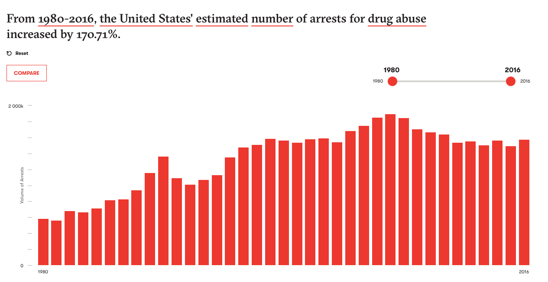 From 1980-2016, the United States' estimated number of arrests for drug abuse
increased by 170.71%.
Reset
COMPARE
1980 2016
1980 2016
2 000k
Volume of Arrests
0
1980 2016